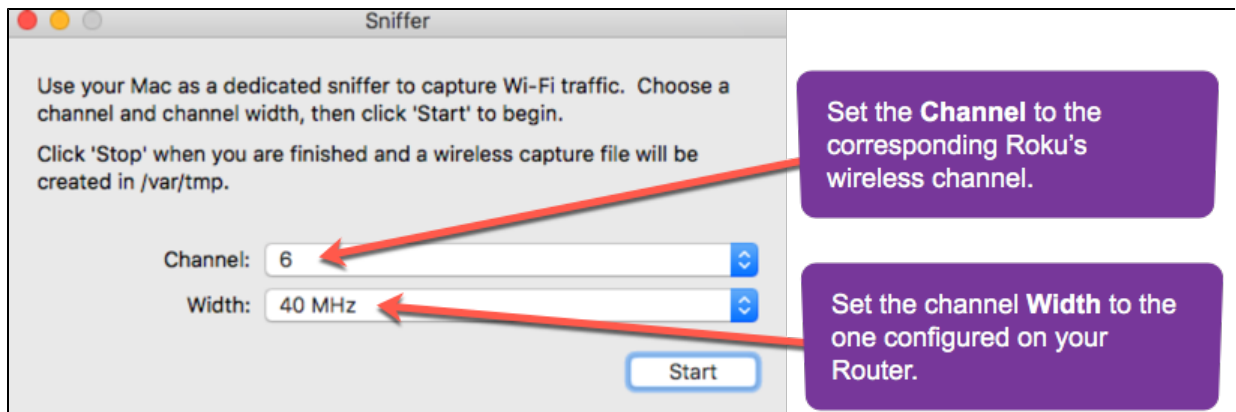 Sniffer
Use your Mac as a dedicated sniffer to capture Wi-Fi traffic. Choose a
channel and channel width, then click 'Start' to begin.
Click 'Stop' when you are finished and a wireless capture file will be
created in /var/tmp.
Channel: 6
Width: 40 MHz
Start
Set the Channel to the
corresponding Roku's
wireless channel.
Set the channel Width to the
one configured on your
Router.